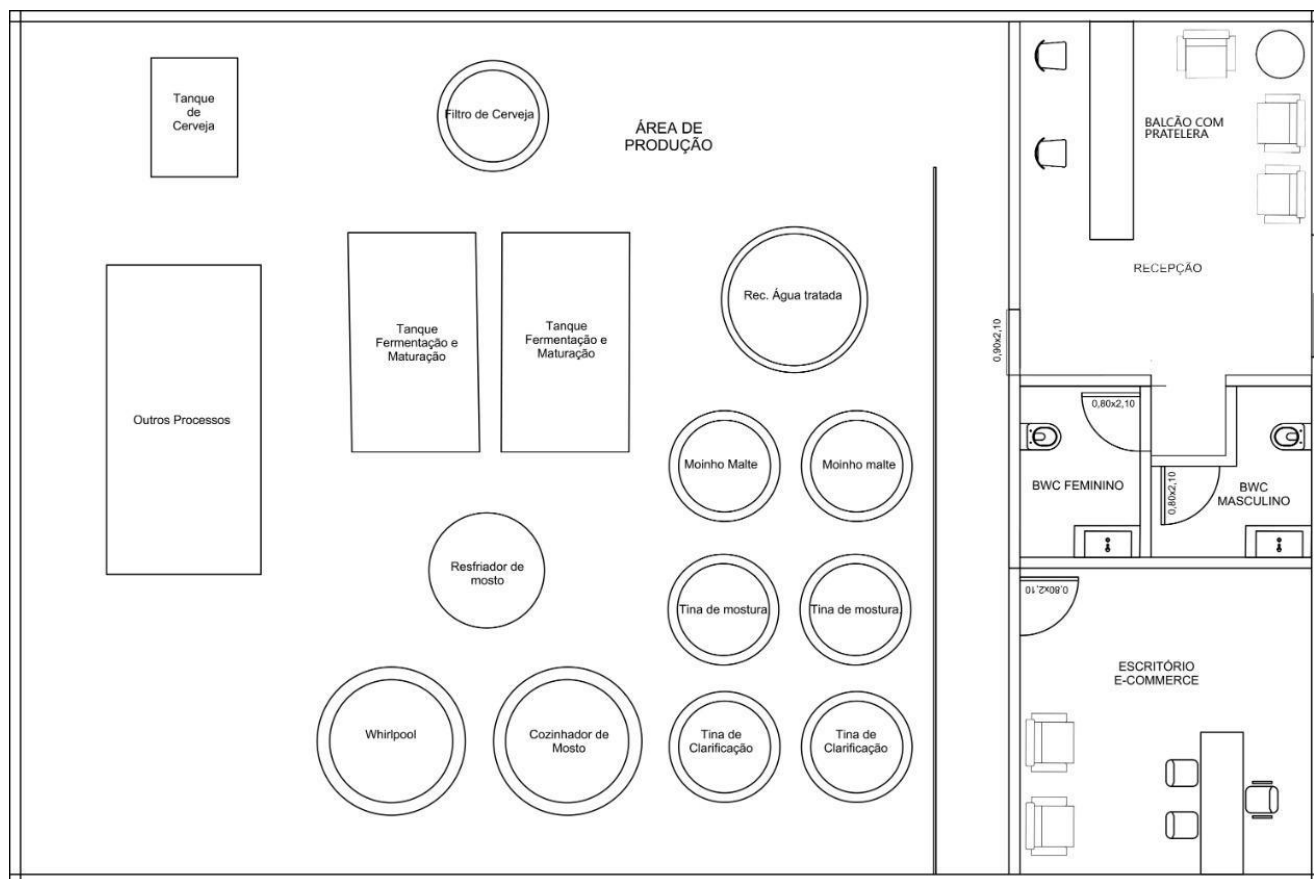 Tanque
de
Cerveja
Filtro de Cerveja
ÁREA DE
PRODUÇÃO
BALCÃO COM
PRATELERA
RECEPÇÃO
Rec. Água tratada
Tanque
Fermentação e
Maturação
Tanque
Fermentação e
Maturação
0,90x2,10
Outros Processos
0,80x2,10
Moinho Malte
Moinho malte
BWC FEMININO
0,80x2,10
BWC
MASCULINO
Resfriador de
mosto
Tina de mostura
Tina de mostura.
0,80x2,10
ESCRITÓRIO
E-COMMERCE
Whirlpool
Cozinhador de
Mosto
Tina de
Clarificação
Tina de
Clarificação